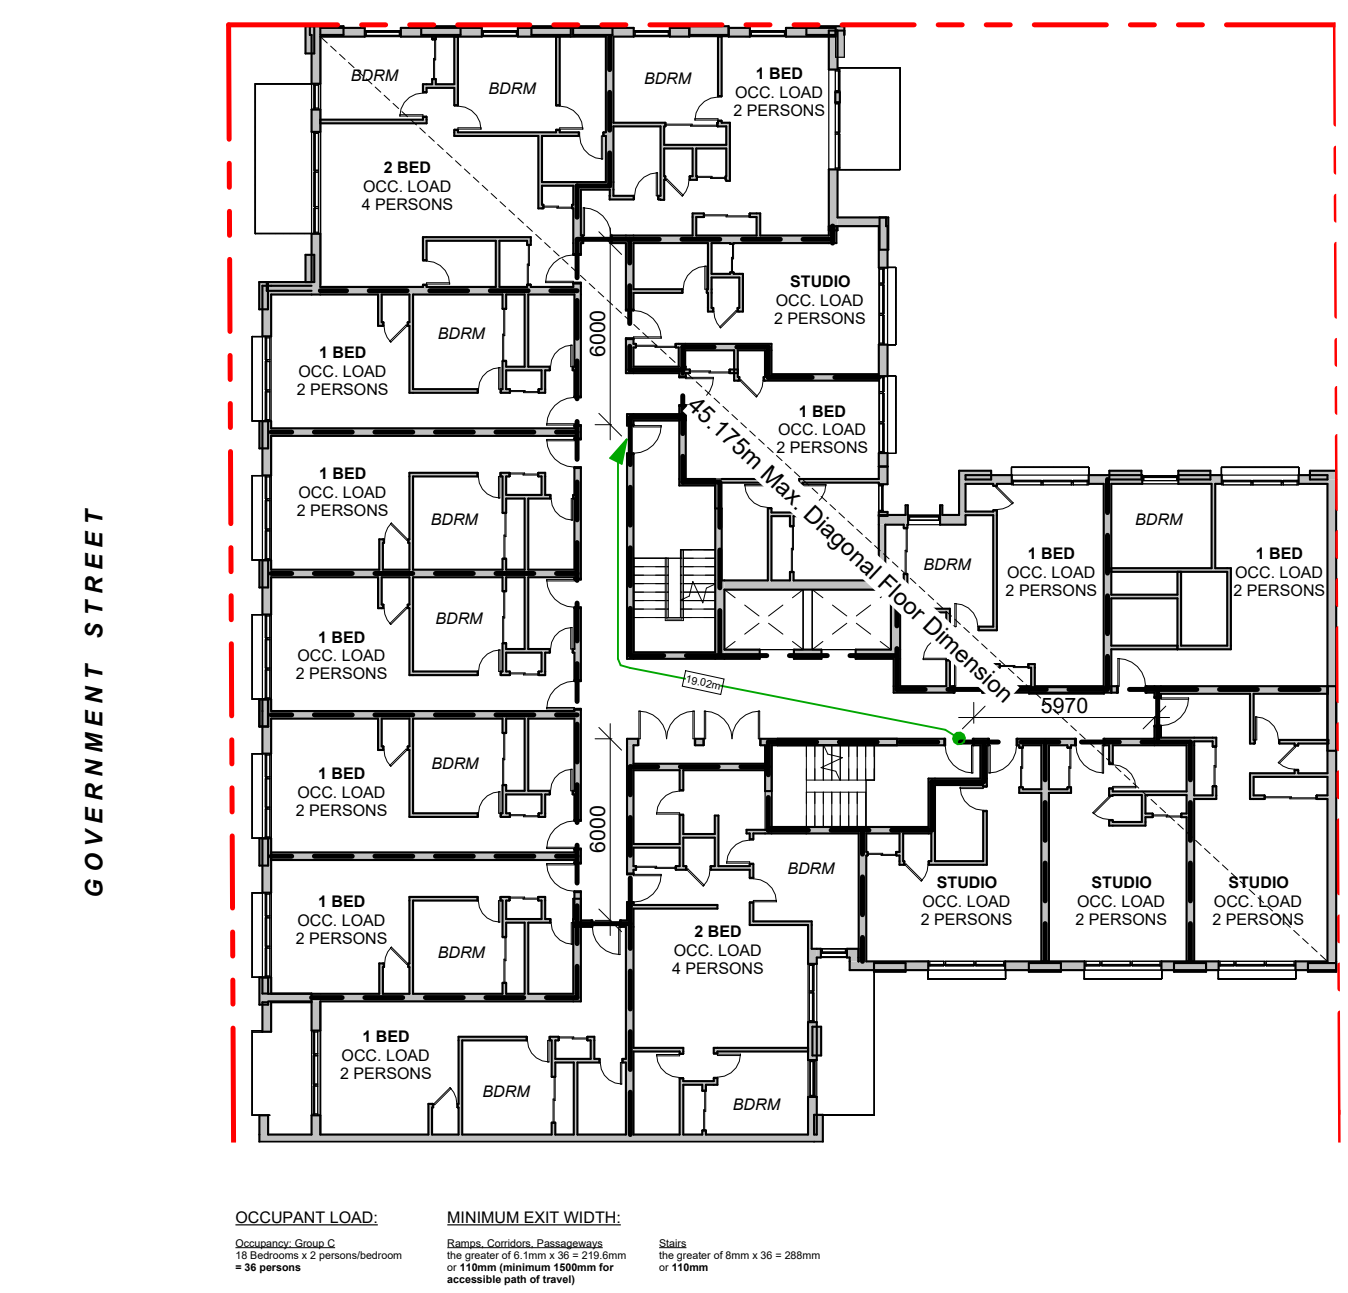 BDRM
BDRM
BDRM
1 BED
OCC. LOAD
2 PERSONS
2 BED
OCC. LOAD
4 PERSONS
STUDIO
OCC. LOAD
2 PERSONS
6000
BDRM
1 BED
OCC. LOAD
2 PERSONS
1 BED
OCC. LOAD
2 PERSONS
45.175m Max. Diagonal Floor Dimension
1 BED
OCC. LOAD
2 PERSONS
BDRM
BDRM
1 BED
OCC. LOAD
2 PERSONS
BDRM
1 BED
OCC. LOAD
2 PERSONS
GOVERNMENT STREET
1 BED
OCC. LOAD
2 PERSONS
BDRM
19.02m
5970
1 BED
OCC. LOAD
2 PERSONS
BDRM
6000
BDRM
STUDIO
OCC. LOAD
2 PERSONS
STUDIO
OCC. LOAD
2 PERSONS
STUDIO
OCC. LOAD
2 PERSONS
1 BED
OCC. LOAD
2 PERSONS
BDRM
2 BED
OCC. LOAD
4 PERSONS
1 BED
OCC. LOAD
2 PERSONS
BDRM
BDRM
OCCUPANT LOAD:
Occupancy: Group C
18 Bedrooms x 2 persons/bedroom
= 36 persons
MINIMUM EXIT WIDTH:
Ramps, Corridors, Passageways
the greater of 6.1mm x 36 = 219.6mm
or 110mm (minimum 1500mm for
accessible path of travel)
Stairs
the greater of 8mm x 36 = 288mm
or 110mm